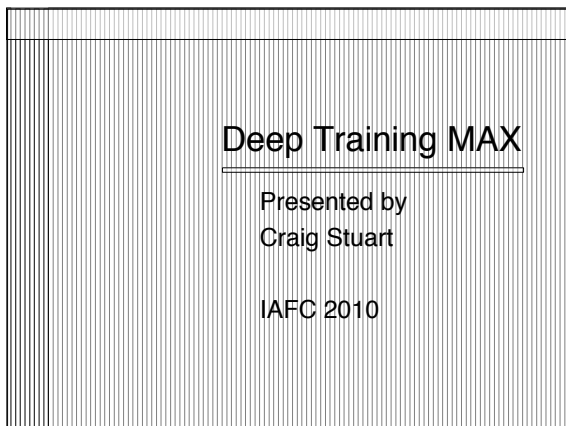 Deep Training MAX
Presented by
Craig Stuart
IAFC 2010